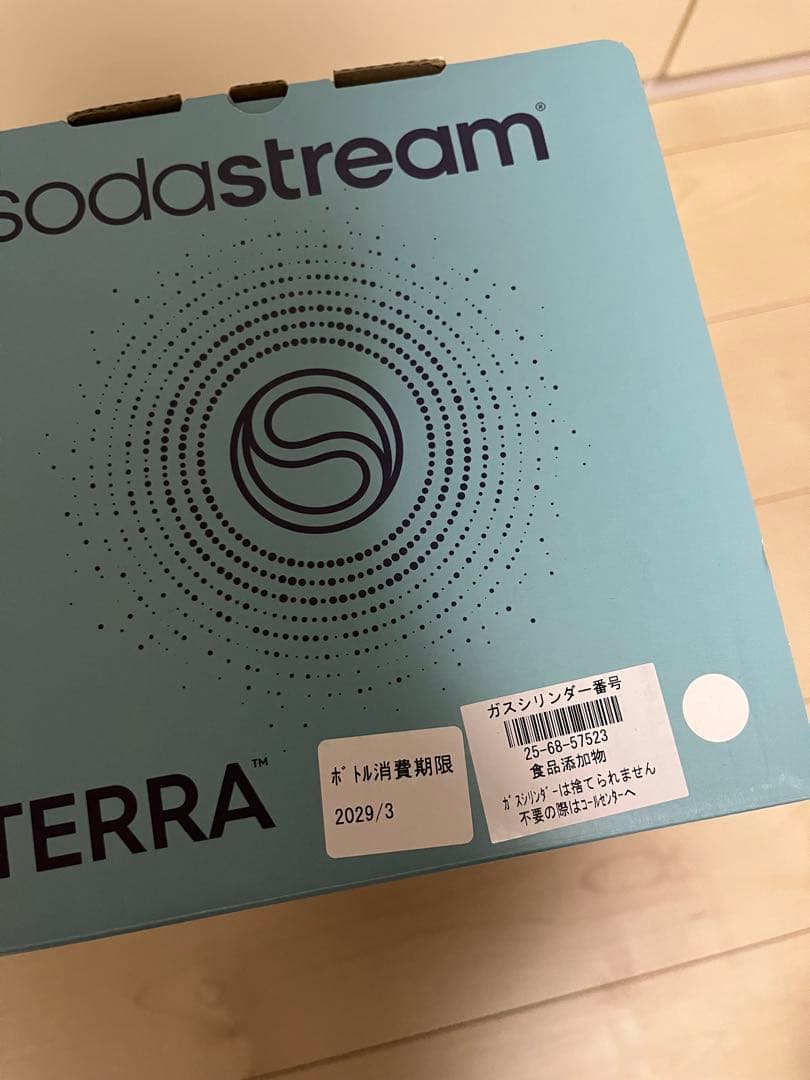 sodastream®
TERRA™
ﾎﾞﾄﾙ消費期限
2029/3
ガスシリンダー番号
25-68-57523
食品添加物
ｶﾞｽｼﾘﾝﾀﾞｰは捨てられません
不要の際はｺｰﾙｾﾝﾀｰへ